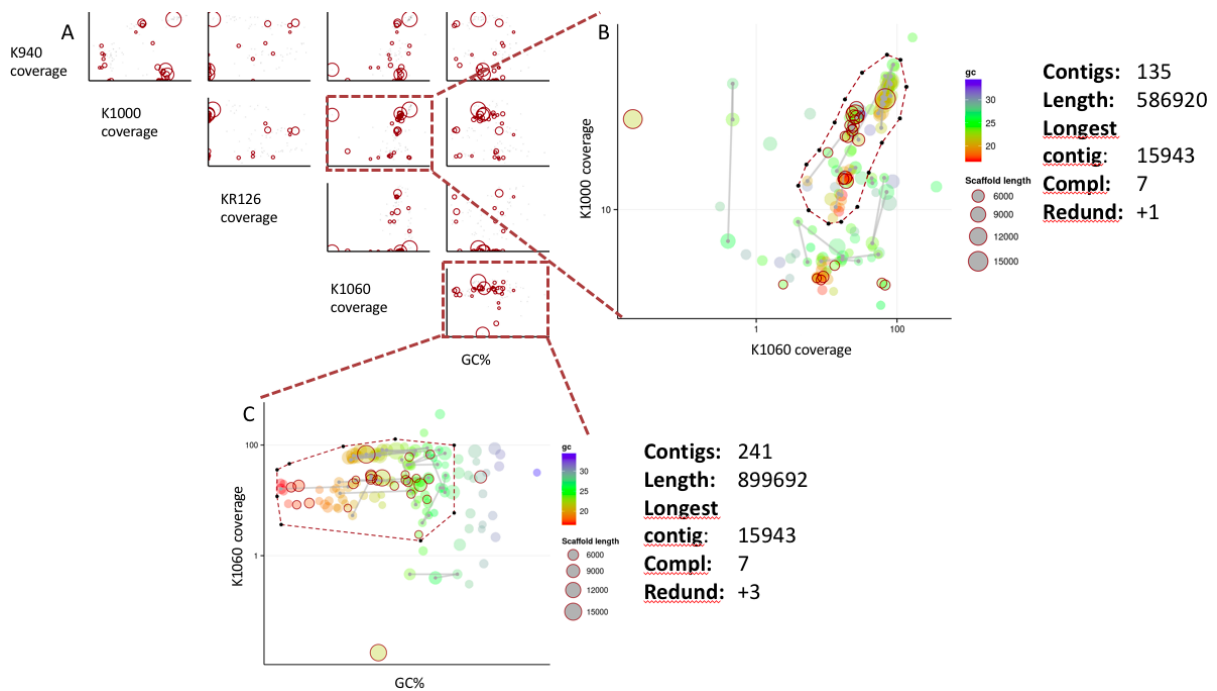 A
K940
coverage
K1000
coverage
KR126
coverage
K1060
coverage
GC%
B
K1000 coverage
10
1
100
K1060 coverage
gc
30
20
Scaffold length
6000
9000
12000
15000
Contigs: 135
Length: 586920
Longest
contig: 15943
Compl: 7
Redund: +1
C
K1060 coverage
100
1
GC%
gc
30
20
Scaffold length
6000
9000
12000
15000
Contigs: 241
Length: 899692
Longest
contig: 15943
Compl: 7
Redund: +3